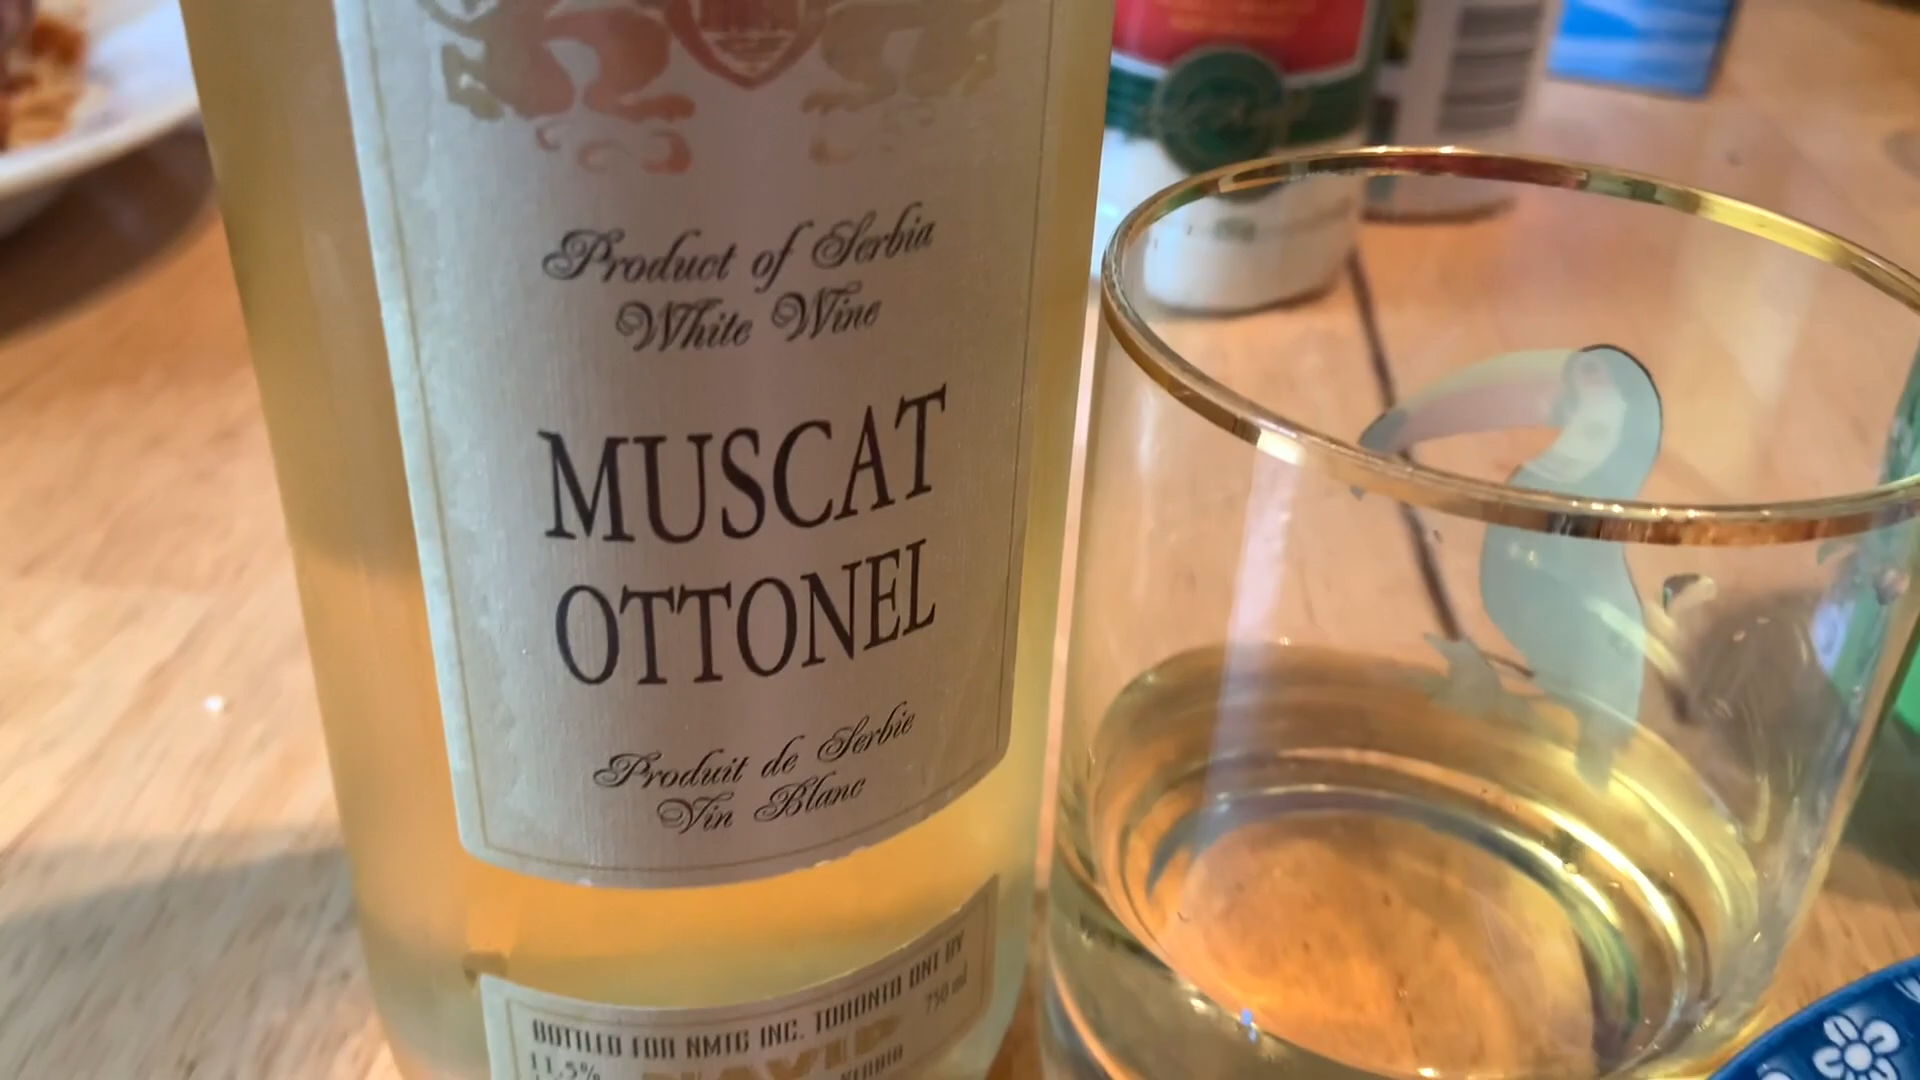 Product of Serbia
White Wine
MUSCAT
OTTONEL
Produit de Serbie
Vin Blanc
BOTTLED FOR NMTC INC. TORONTO ONT BY
750 ml
11.5%